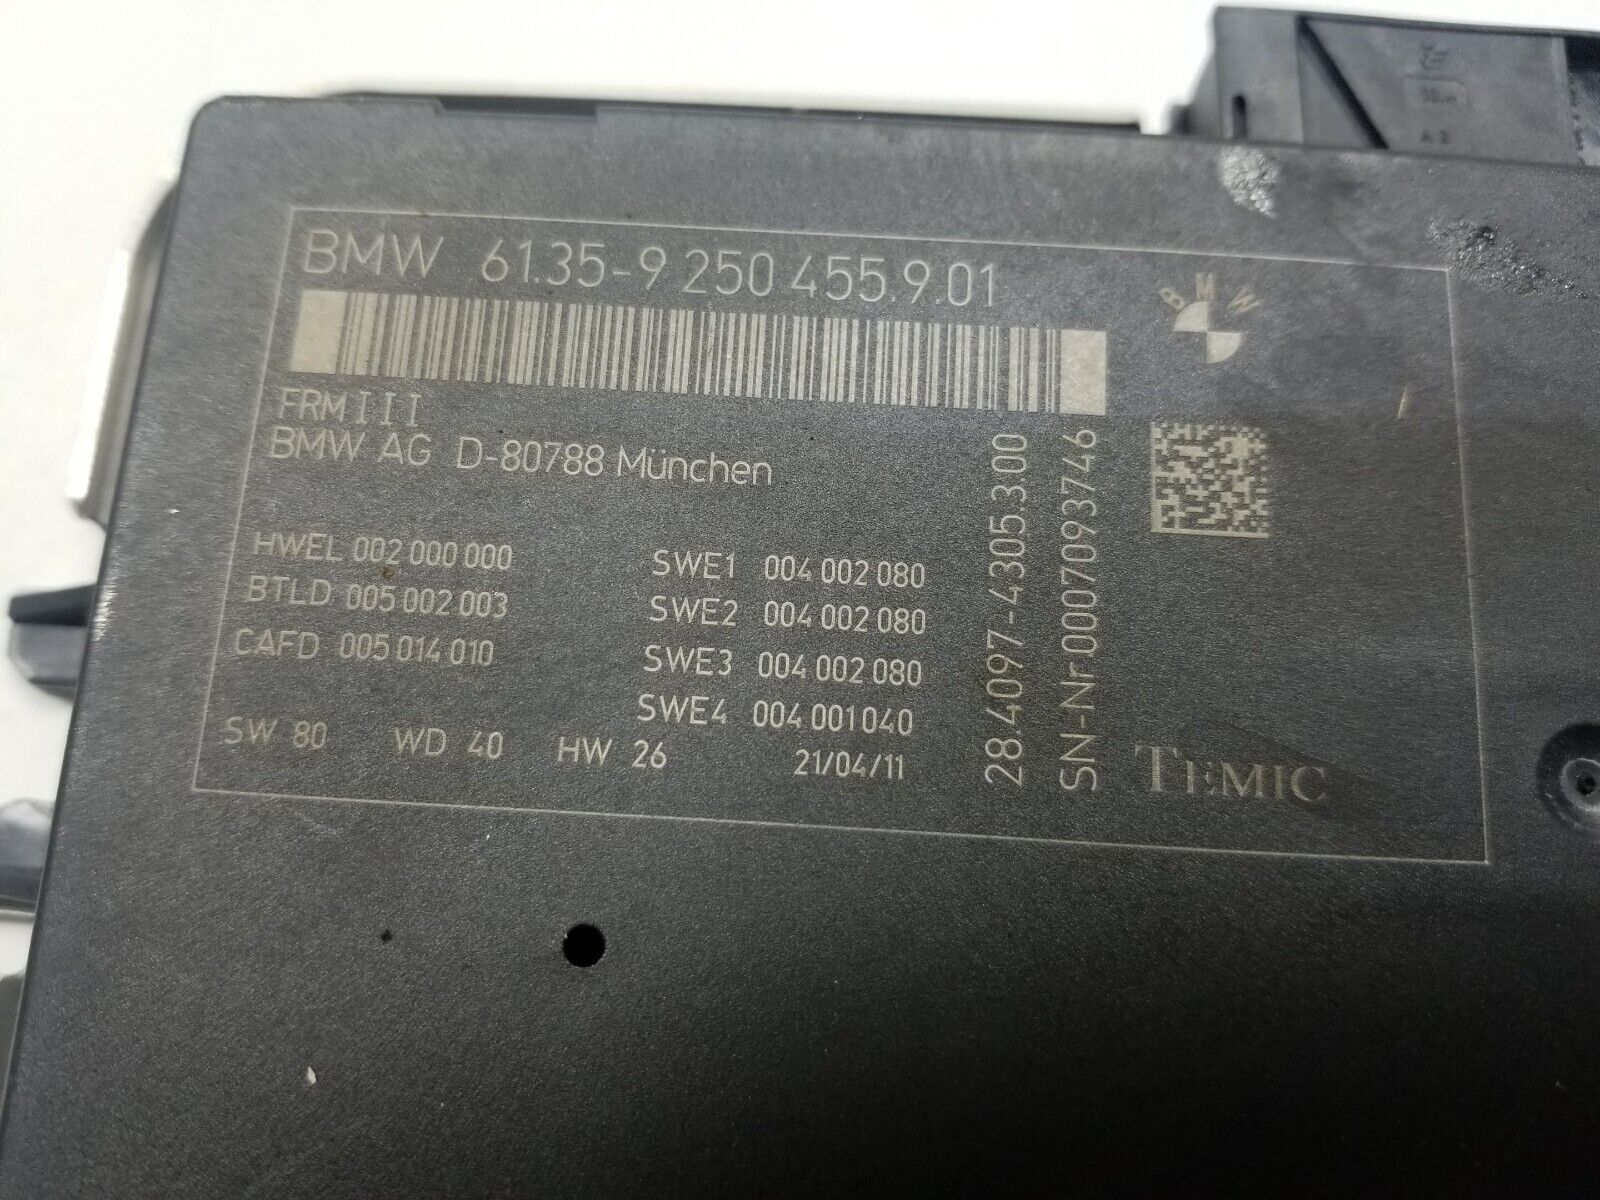 BMW 61.35-9 250 455.9.01
B M W
FRMIII
BMW AG D-80788 München
HWEL 002 000 000
BTLD 005 002 003
CAFD 005 014 010
SWE1 004 002 080
SWE2 004 002 080
SWE3 004 002 080
SWE4 004 001 040
SW 80 WD 40 HW 26 21/04/11
28.4097-4305.3.00
SN-Nr.0007093746
TEMIC
A 2